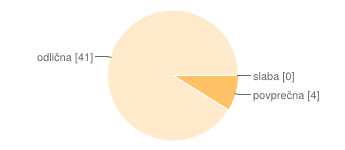 odlična [41]
slaba [0]
povprečna [4]